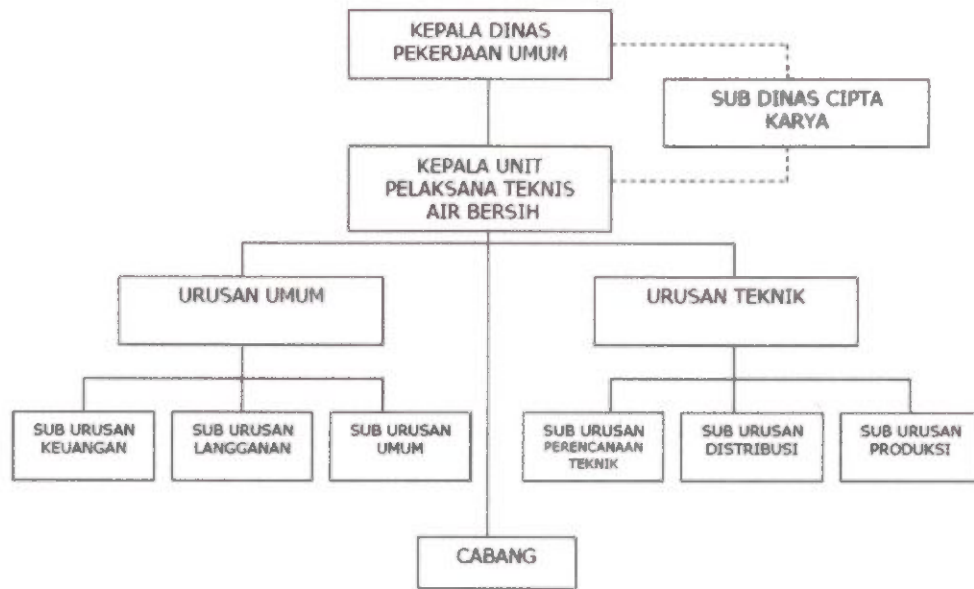 KEPALA DINAS
PEKERJAAN UMUM
SUB DINAS CIPTA
KARYA
KEPALA UNIT
PELAKSANA TEKNIS
AIR BERSIH
URUSAN UMUM
URUSAN TEKNIK
SUB URUSAN
KEUANGAN
SUB URUSAN
LANGGANAN
SUB URUSAN
UMUM
SUB URUSAN
PERENCANAAN
TEKNIK
SUB URUSAN
DISTRIBUSI
SUB URUSAN
PRODUKSI
CABANG